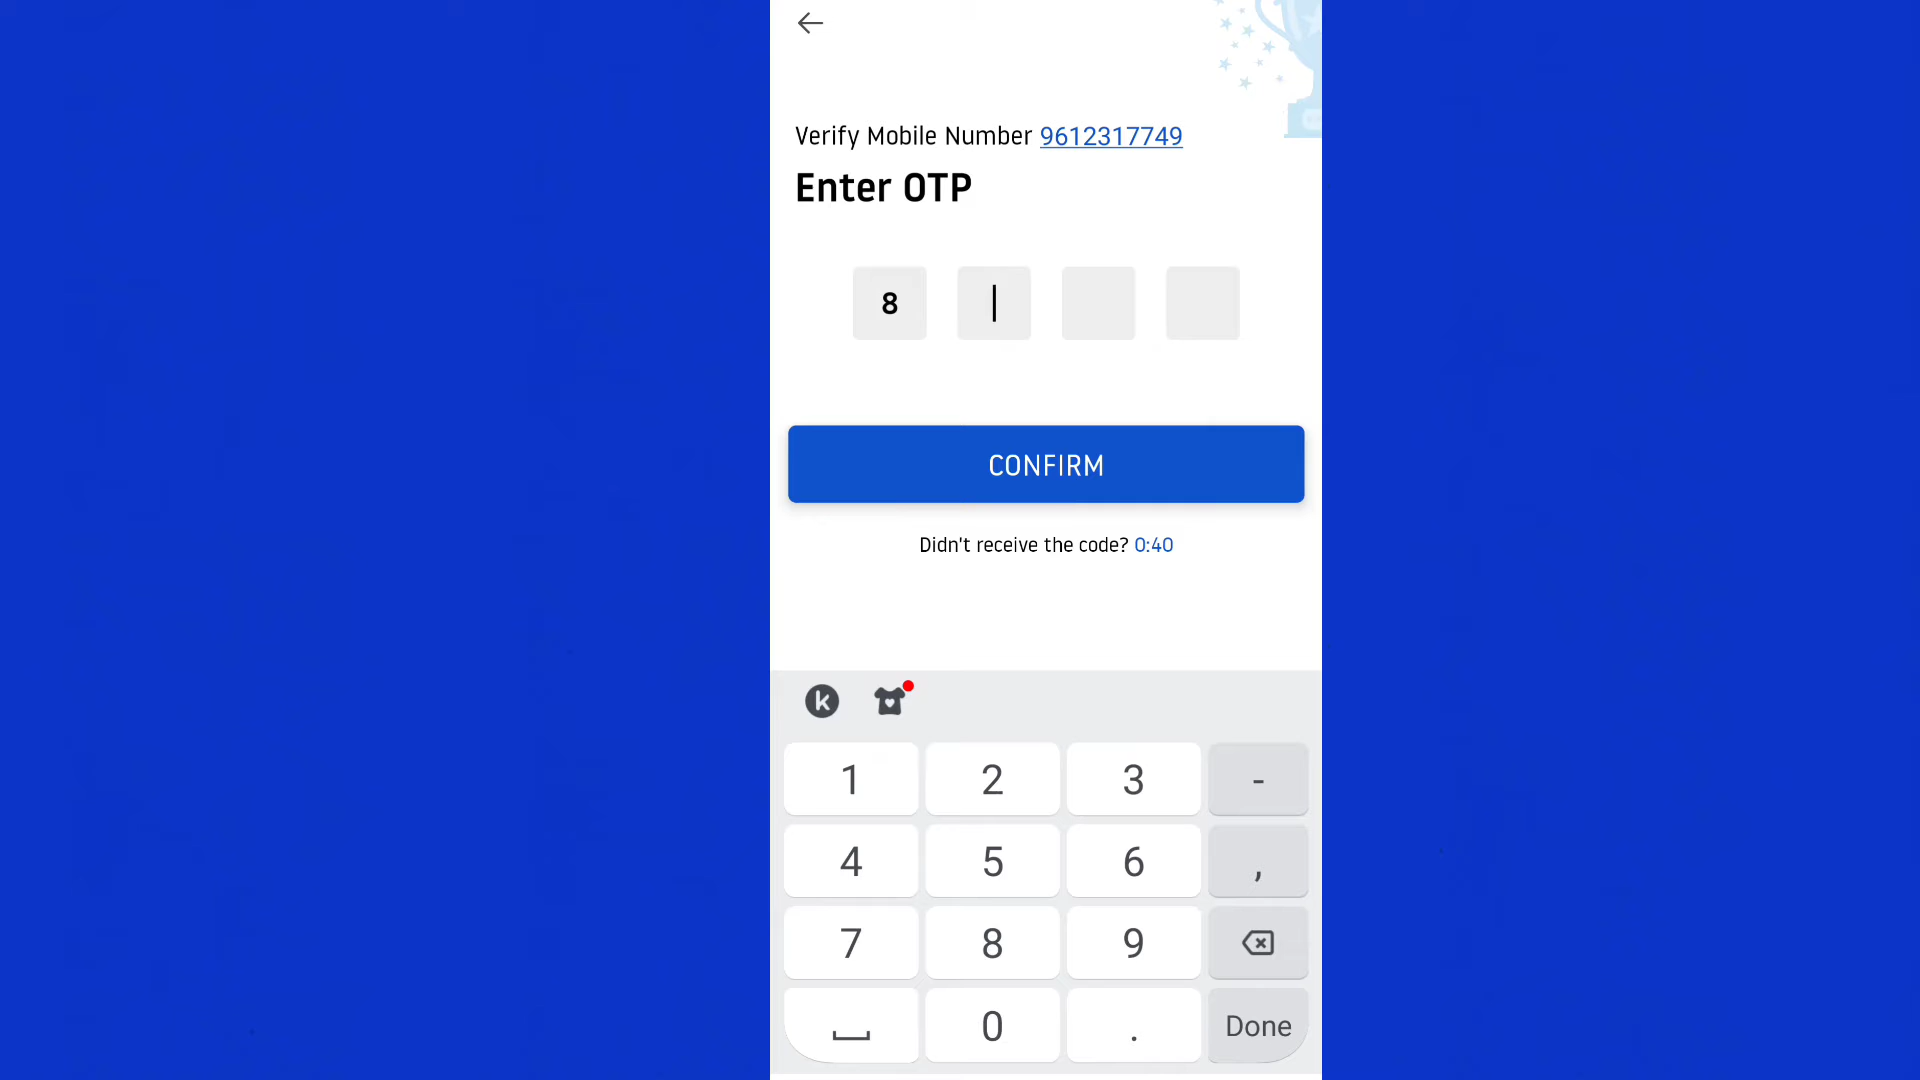 Verify Mobile Number 9612317749
Enter OTP
8
CONFIRM
Didn't receive the code? 0:40
k
1 2 3 -
4 5 6 ,
7 8 9
0 . Done